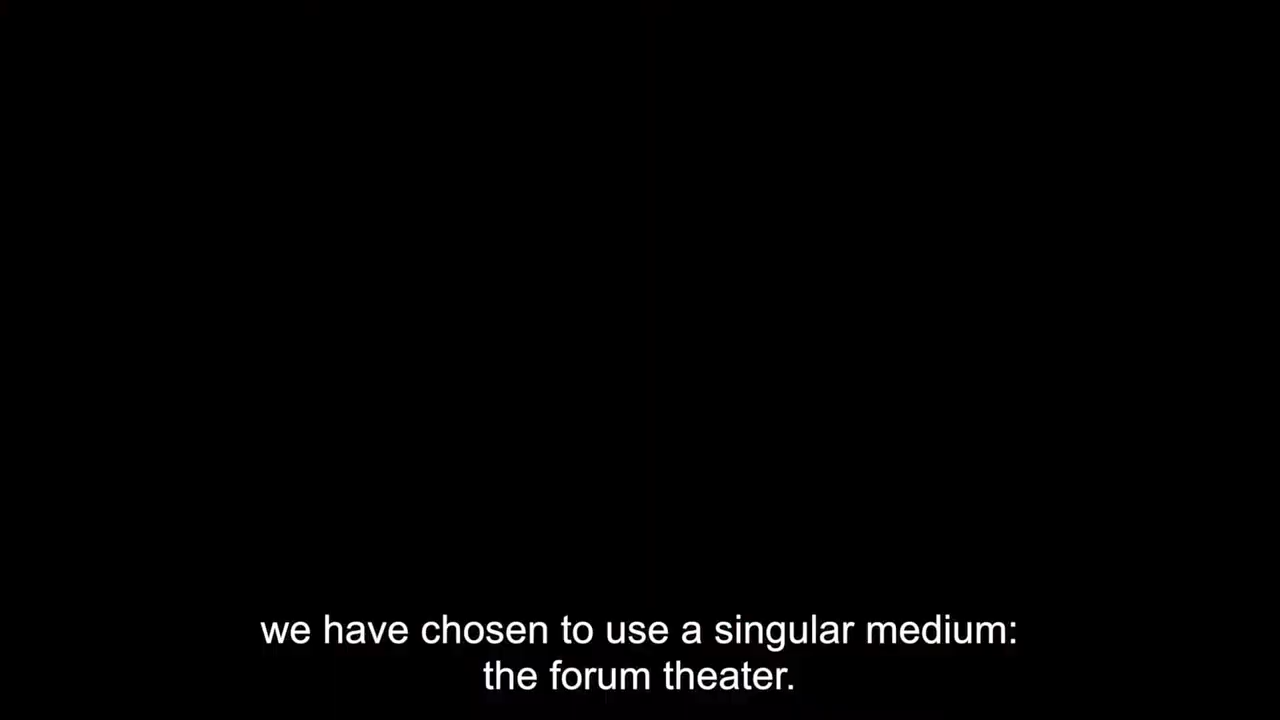 we have chosen to use a singular medium:
the forum theater.